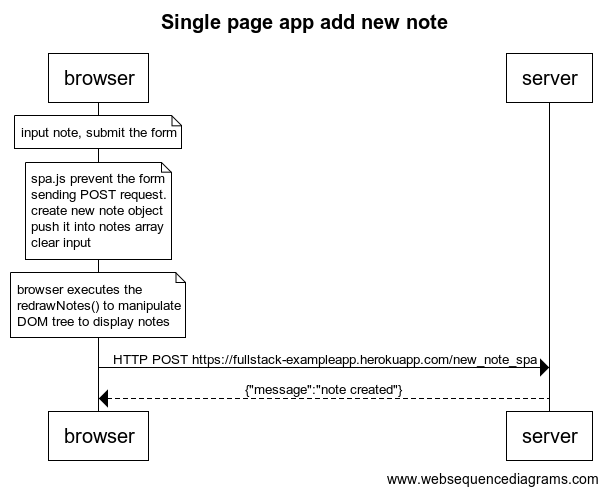 Single page app add new note
browser
server
input note, submit the form
spa.js prevent the form
sending POST request.
create new note object
push it into notes array
clear input
browser executes the
redrawNotes() to manipulate
DOM tree to display notes
HTTP POST https://fullstack-exampleapp.herokuapp.com/new_note_spa
{"message":"note created"}
browser
server
www.websequencediagrams.com